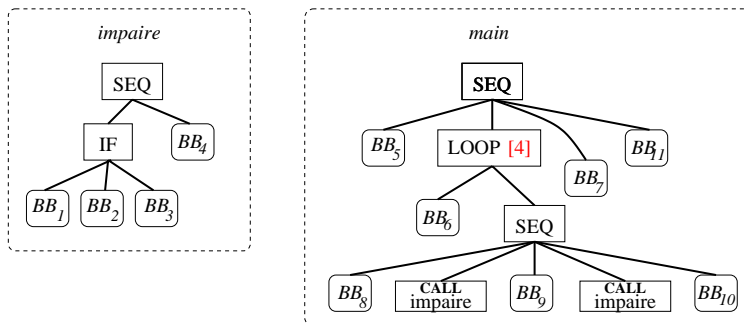 impaire
SEQ
IF
BB4
BB1
BB2
BB3
main
SEQ
BB5
LOOP [4]
BB7
BB11
BB6
SEQ
BB8
CALL
impaire
BB9
CALL
impaire
BB10